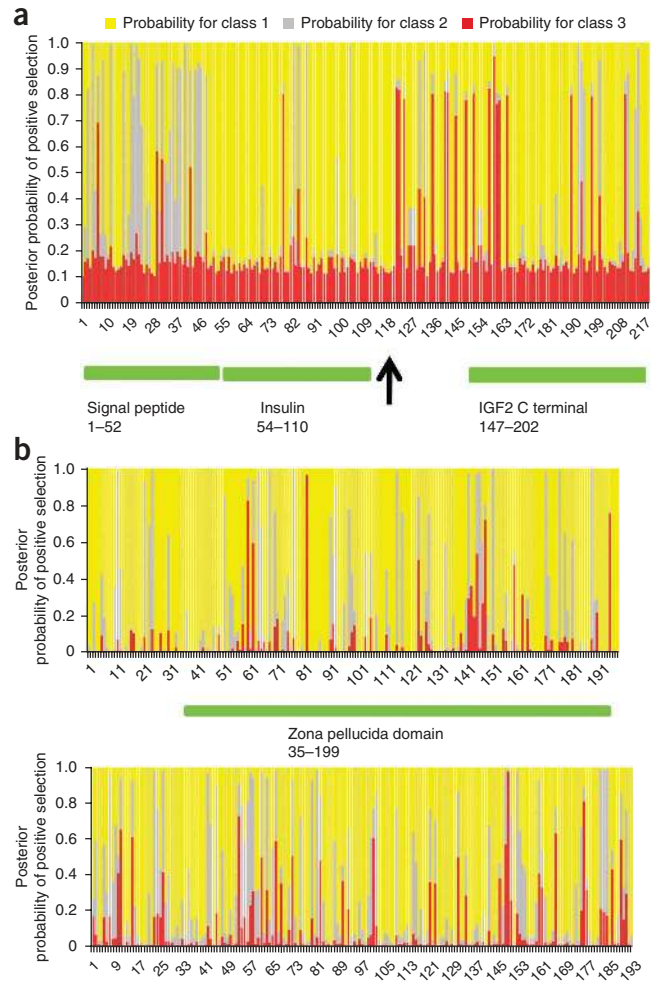 a
Probability for class 1 Probability for class 2 Probability for class 3
Posterior probability of positive selection
1.0
0.9
0.8
0.7
0.6
0.5
0.4
0.3
0.2
0.1
0
1 10 19 28 37 46 55 64 73 82 91 100 109 118 127 136 145 154 163 172 181 190 199 208 217
Signal peptide
1–52
Insulin
54–110
IGF2 C terminal
147–202
b
Posterior
probability of positive selection
1.0
0.8
0.6
0.4
0.2
0
1 11 21 31 41 51 61 71 81 91 101 111 121 131 141 151 161 171 181 191
Zona pellucida domain
35–199
Posterior
probability of positive selection
1.0
0.8
0.6
0.4
0.2
0
1 9 17 25 33 41 49 57 65 73 81 89 97 105 113 121 129 137 145 153 161 169 177 185 193